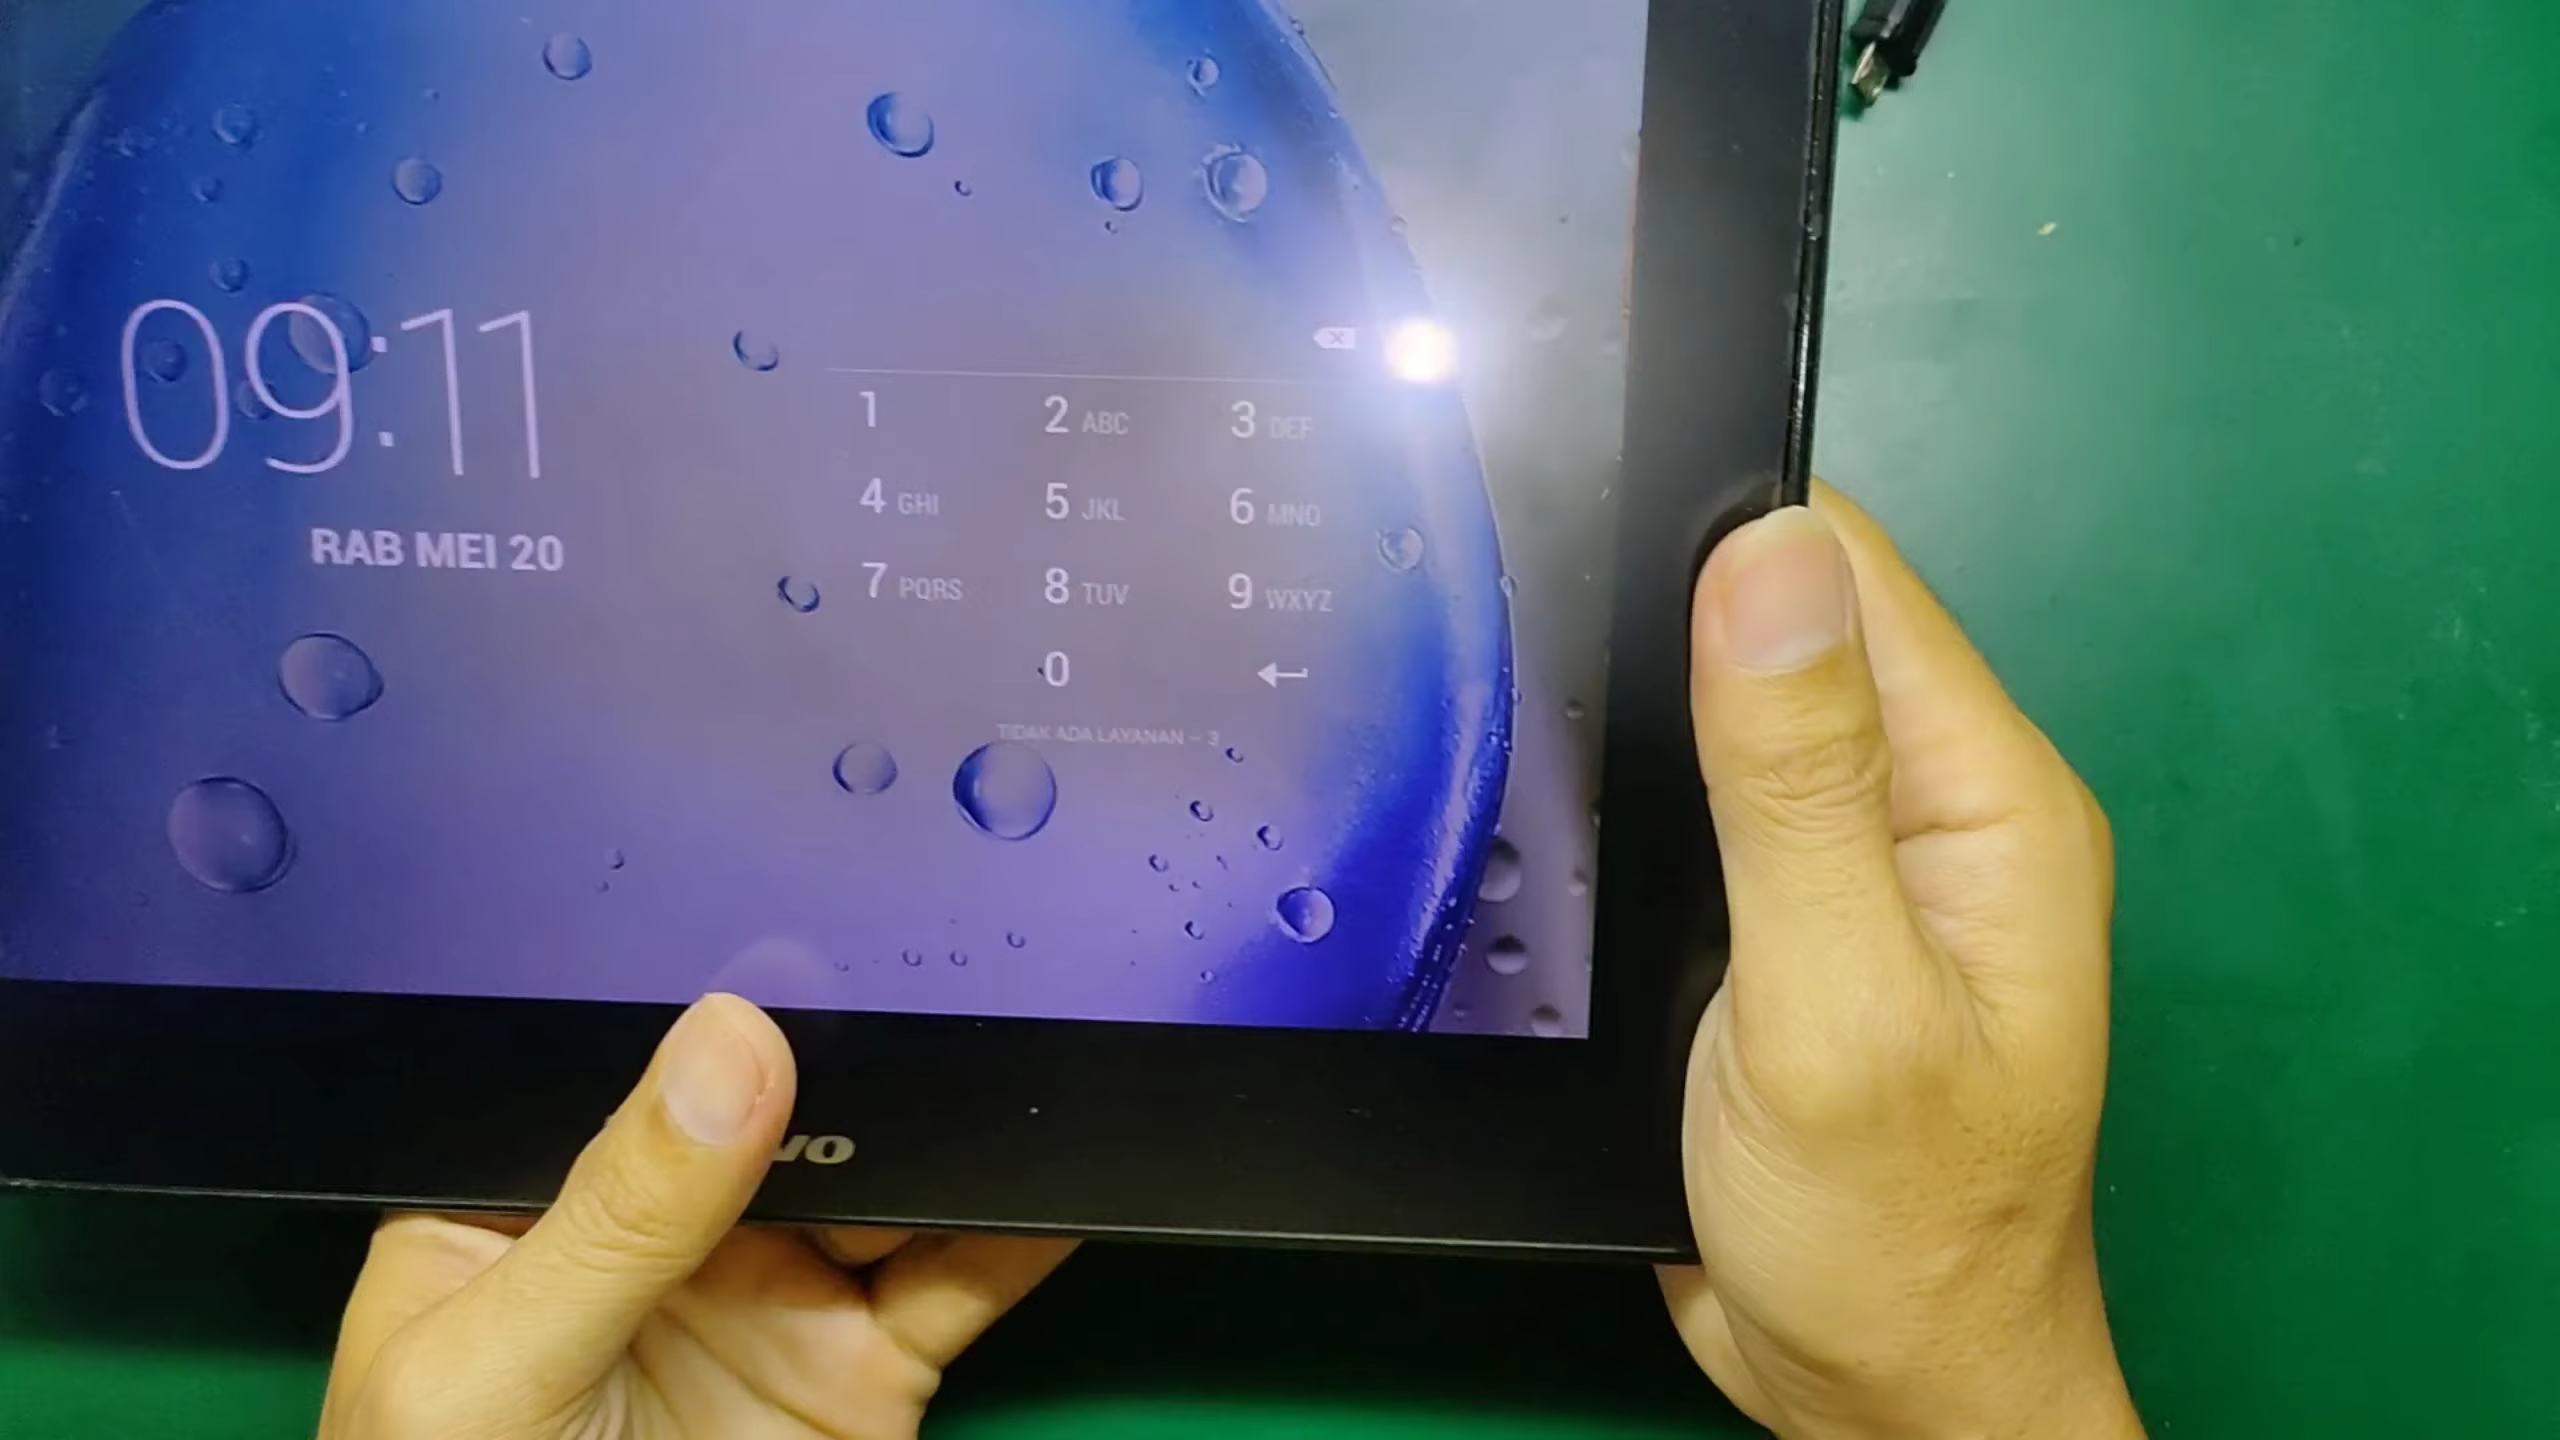 09:11
RAB MEI 20
1
2 ABC
3 DEF
4 GHI
5 JKL
6 MNO
7 PQRS
8 TUV
9 WXYZ
0
TIDAK ADA LAYANAN – 3